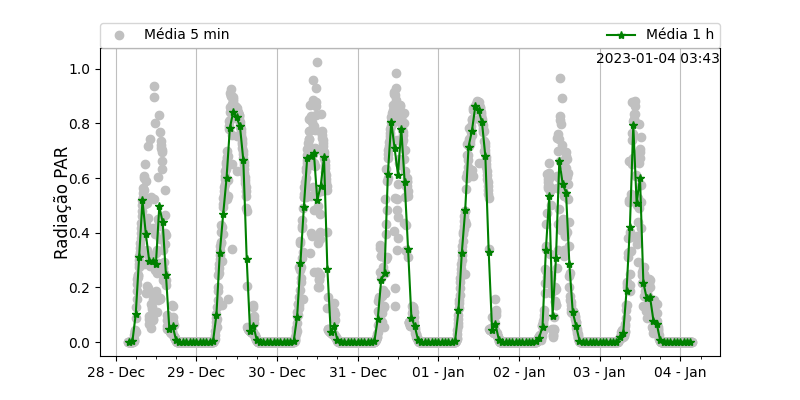 Média 5 min
Média 1 h
2023-01-04 03:43
Radiação PAR
1.0
0.8
0.6
0.4
0.2
0.0
28 - Dec
29 - Dec
30 - Dec
31 - Dec
01 - Jan
02 - Jan
03 - Jan
04 - Jan